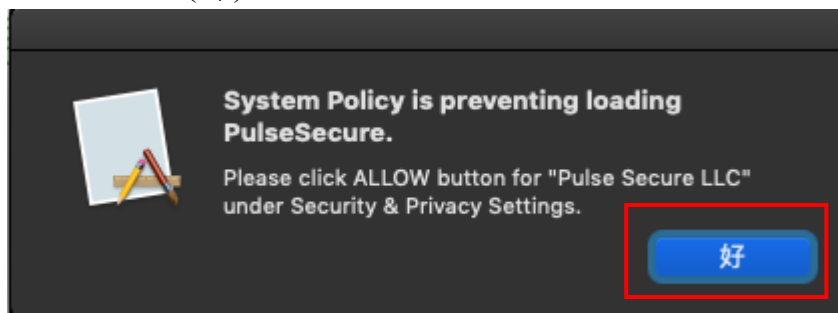 System Policy is preventing loading
PulseSecure.
Please click ALLOW button for "Pulse Secure LLC"
under Security & Privacy Settings.
好